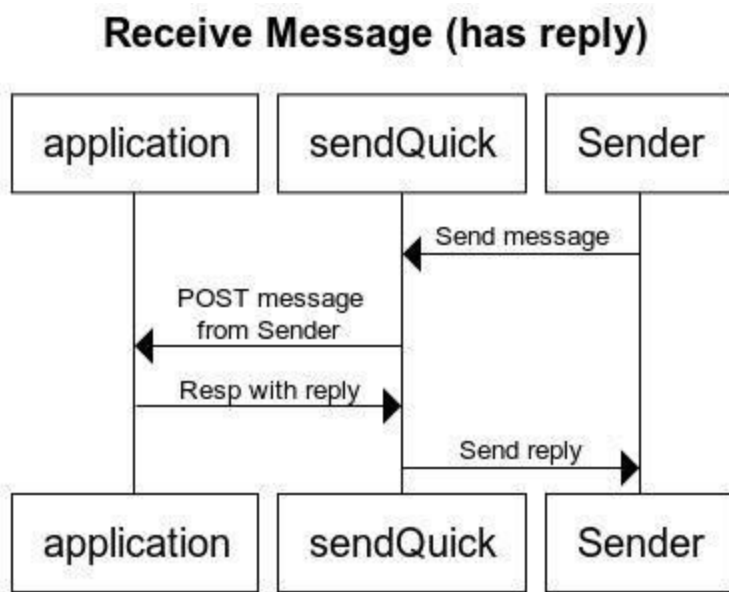 Receive Message (has reply)
application
sendQuick
Sender
Send message
POST message
from Sender
Resp with reply
Send reply
application
sendQuick
Sender